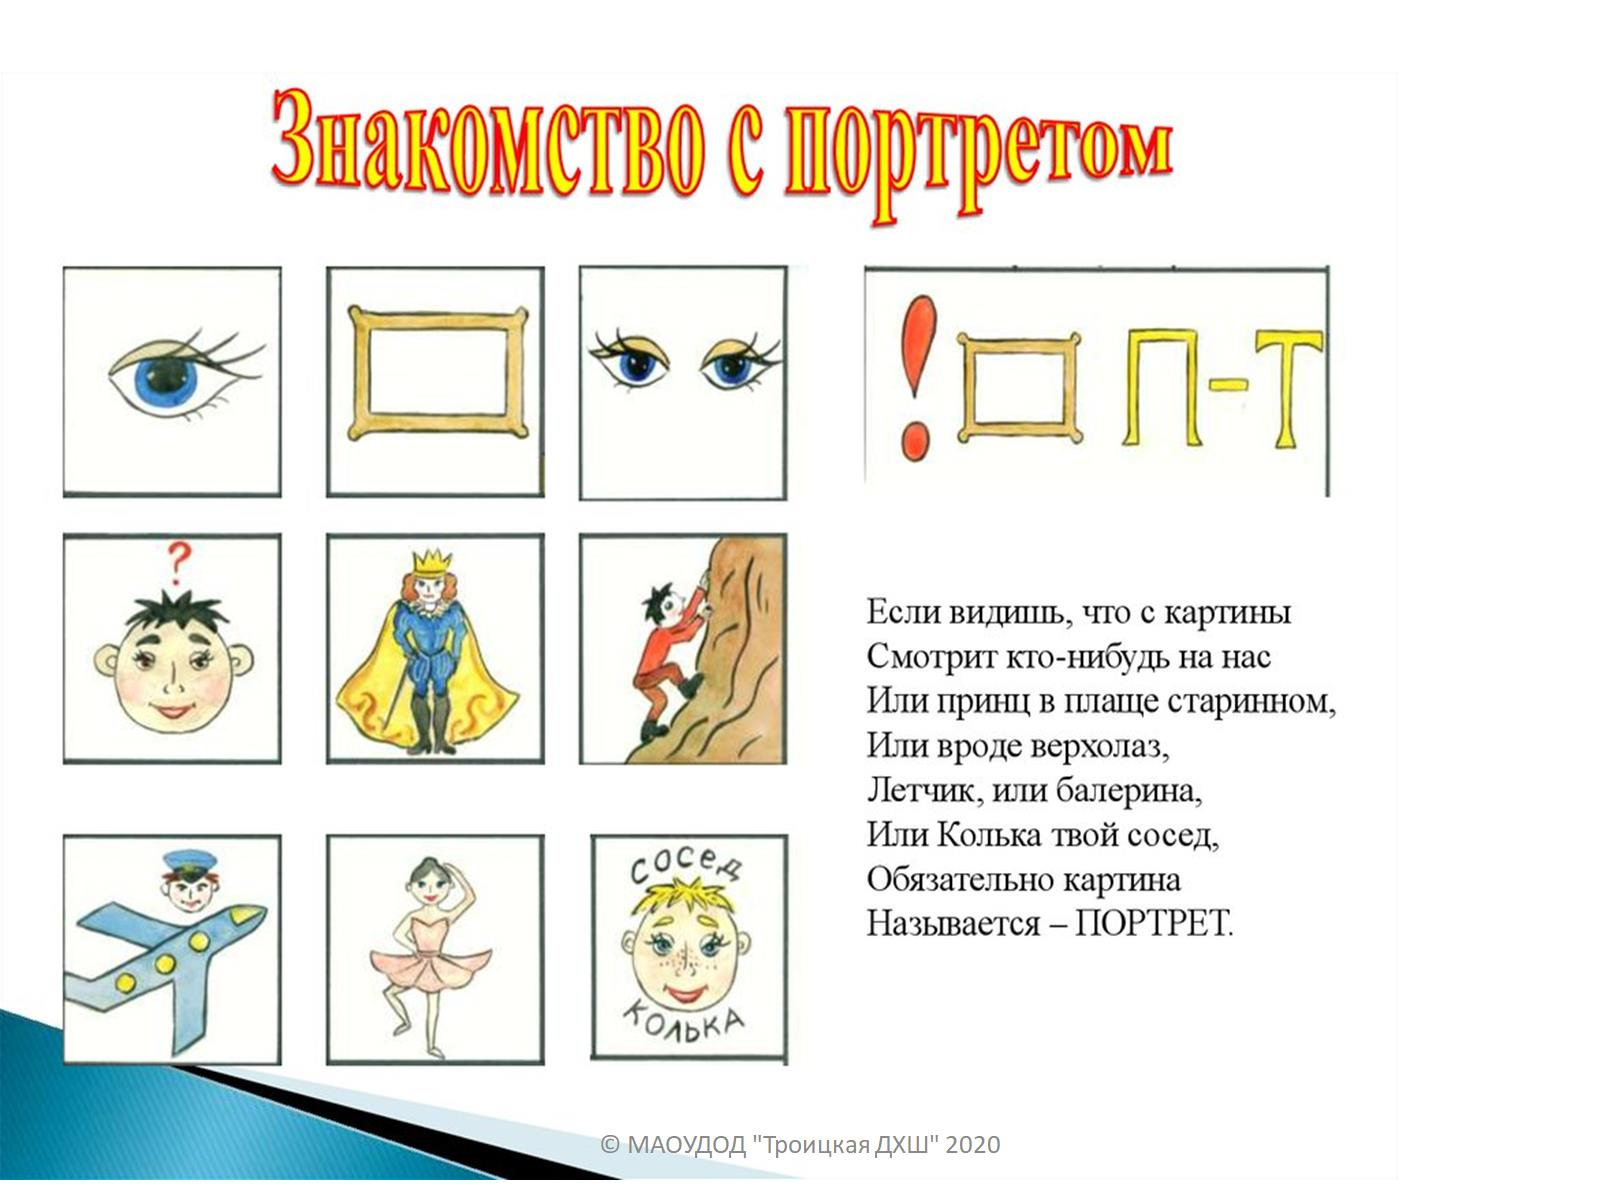 Знакомство с портретом
П-Т
?
Если видишь, что с картины
Смотрит кто-нибудь на нас
Или принц в плаще старинном,
Или вроде верхолаз,
Летчик, или балерина,
Или Колька твой сосед,
Обязательно картина
Называется – ПОРТРЕТ.
СОСЕД
КОЛЬКА
© МАОУДОД "Троицкая ДХШ" 2020